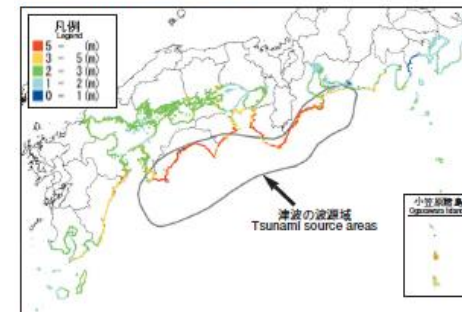 凡例
Legend
5 - (m)
3 - 5(m)
2 - 3(m)
1 - 2(m)
0 - 1(m)
津波の波源域
Tsunami source areas
小笠原諸島
Ogasawara Islands